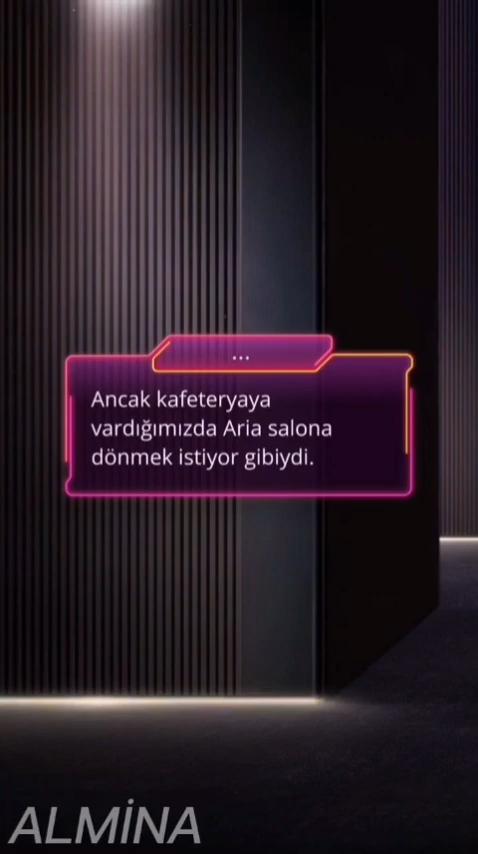 ...
Ancak kafeteryaya
vardığımızda Aria salona
dönmek istiyor gibiydi.
ALMİNA